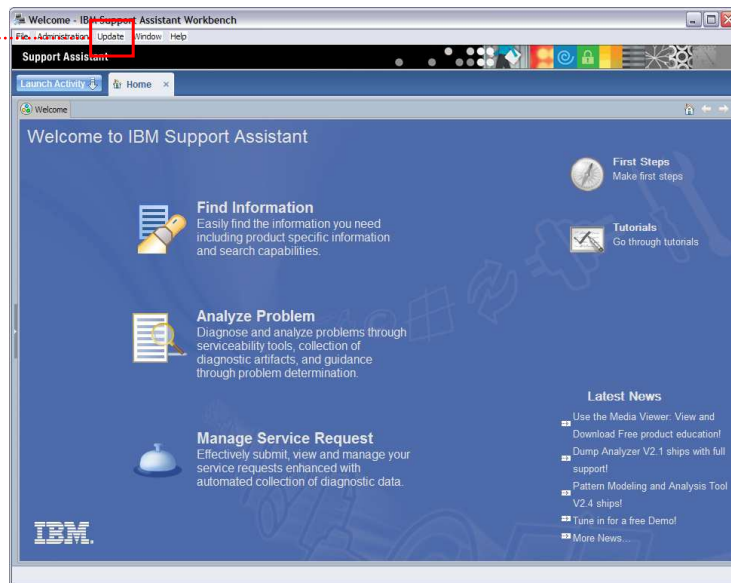 Welcome - IBM Support Assistant Workbench
File Administration Update Window Help
Support Assistant
Launch Activity Home
Welcome
Welcome to IBM Support Assistant
First Steps
Make first steps
Find Information
Easily find the information you need
including product specific information
and search capabilities.
Tutorials
Go through tutorials
Analyze Problem
Diagnose and analyze problems through
serviceability tools, collection of
diagnostic artifacts, and guidance
through problem determination.
Latest News
Use the Media Viewer: View and
Download Free product education!
Dump Analyzer V2.1 ships with full
support!
Pattern Modeling and Analysis Tool
V2.4 ships!
Tune in for a free Demo!
More News...
Manage Service Request
Effectively submit, view and manage your
service requests enhanced with
automated collection of diagnostic data.
IBM.